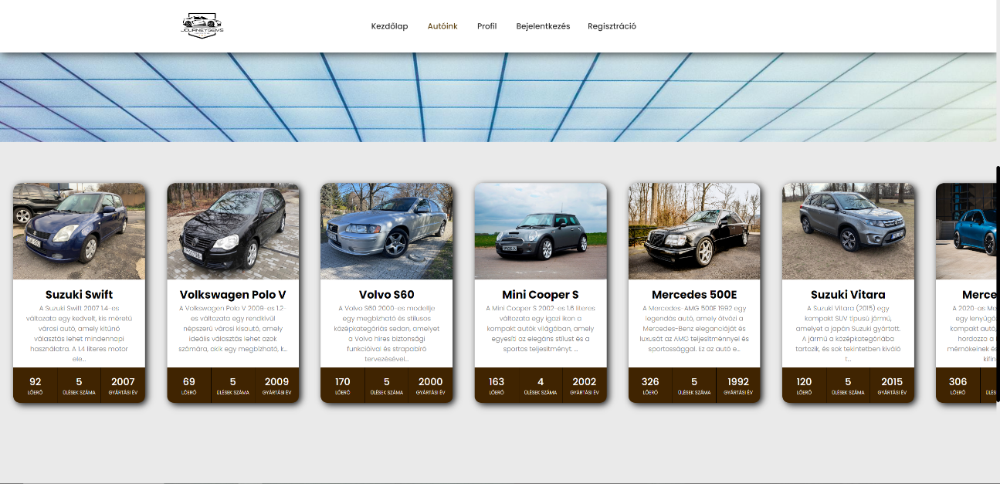 JOURNEYGEMS
Kezdőlap
Autóink
Profil
Bejelentkezés
Regisztráció
Suzuki Swift
A Suzuki Swift 2007 1.4-es
változata egy kedvelt, kis méretű
városi autó, amely kitűnő
választás lehet mindennapi
használatra. A 1.4 literes motor
ele...
92
5
2007
LÓERŐ
ÜLÉSEK SZÁMA
GYÁRTÁSI ÉV
Volkswagen Polo V
A Volkswagen Polo V 2009-es 1.2-
es változata egy rendkívül
népszerű városi kisautó, amely
ideális választás lehet azok
számára, akik egy megbízható, k...
69
5
2009
LÓERŐ
ÜLÉSEK SZÁMA
GYÁRTÁSI ÉV
Volvo S60
A Volvo S60 2000-es modellje
egy megbízható és stílusos
középkategóriás sedan, amelyet
a Volvo híres biztonsági
funkcióival és strapabíró
tervezésével...
170
5
2000
LÓERŐ
ÜLÉSEK SZÁMA
GYÁRTÁSI ÉV
Mini Cooper S
A Mini Cooper S 2002-es 1.6 literes
változata egy igazi ikon a
kompakt autók világában, amely
egyesíti az elegáns stílust és a
sportos teljesítményt. ...
163
4
2002
LÓERŐ
ÜLÉSEK SZÁMA
GYÁRTÁSI ÉV
Mercedes 500E
A Mercedes-AMG 500E 1992 egy
legendás autó, amely ötvözi a
Mercedes-Benz eleganciáját és
luxusát az AMG teljesítménnyel és
sportossággal. Ez az autó e...
326
5
1992
LÓERŐ
ÜLÉSEK SZÁMA
GYÁRTÁSI ÉV
Suzuki Vitara
A Suzuki Vitara (2015) egy
kompakt SUV típusú jármű,
amelyet a japán Suzuki gyártott.
A jármű a középkategóriába
tartozik, és sok tekintetben kiváló
t...
120
5
2015
LÓERŐ
ÜLÉSEK SZÁMA
GYÁRTÁSI ÉV
Merce
A 2020-as Me
egy lenyűgö
kompakt autó,
hordozza a
mérnökeinek és
kifin
306
LÓERŐ
ÜLÉS